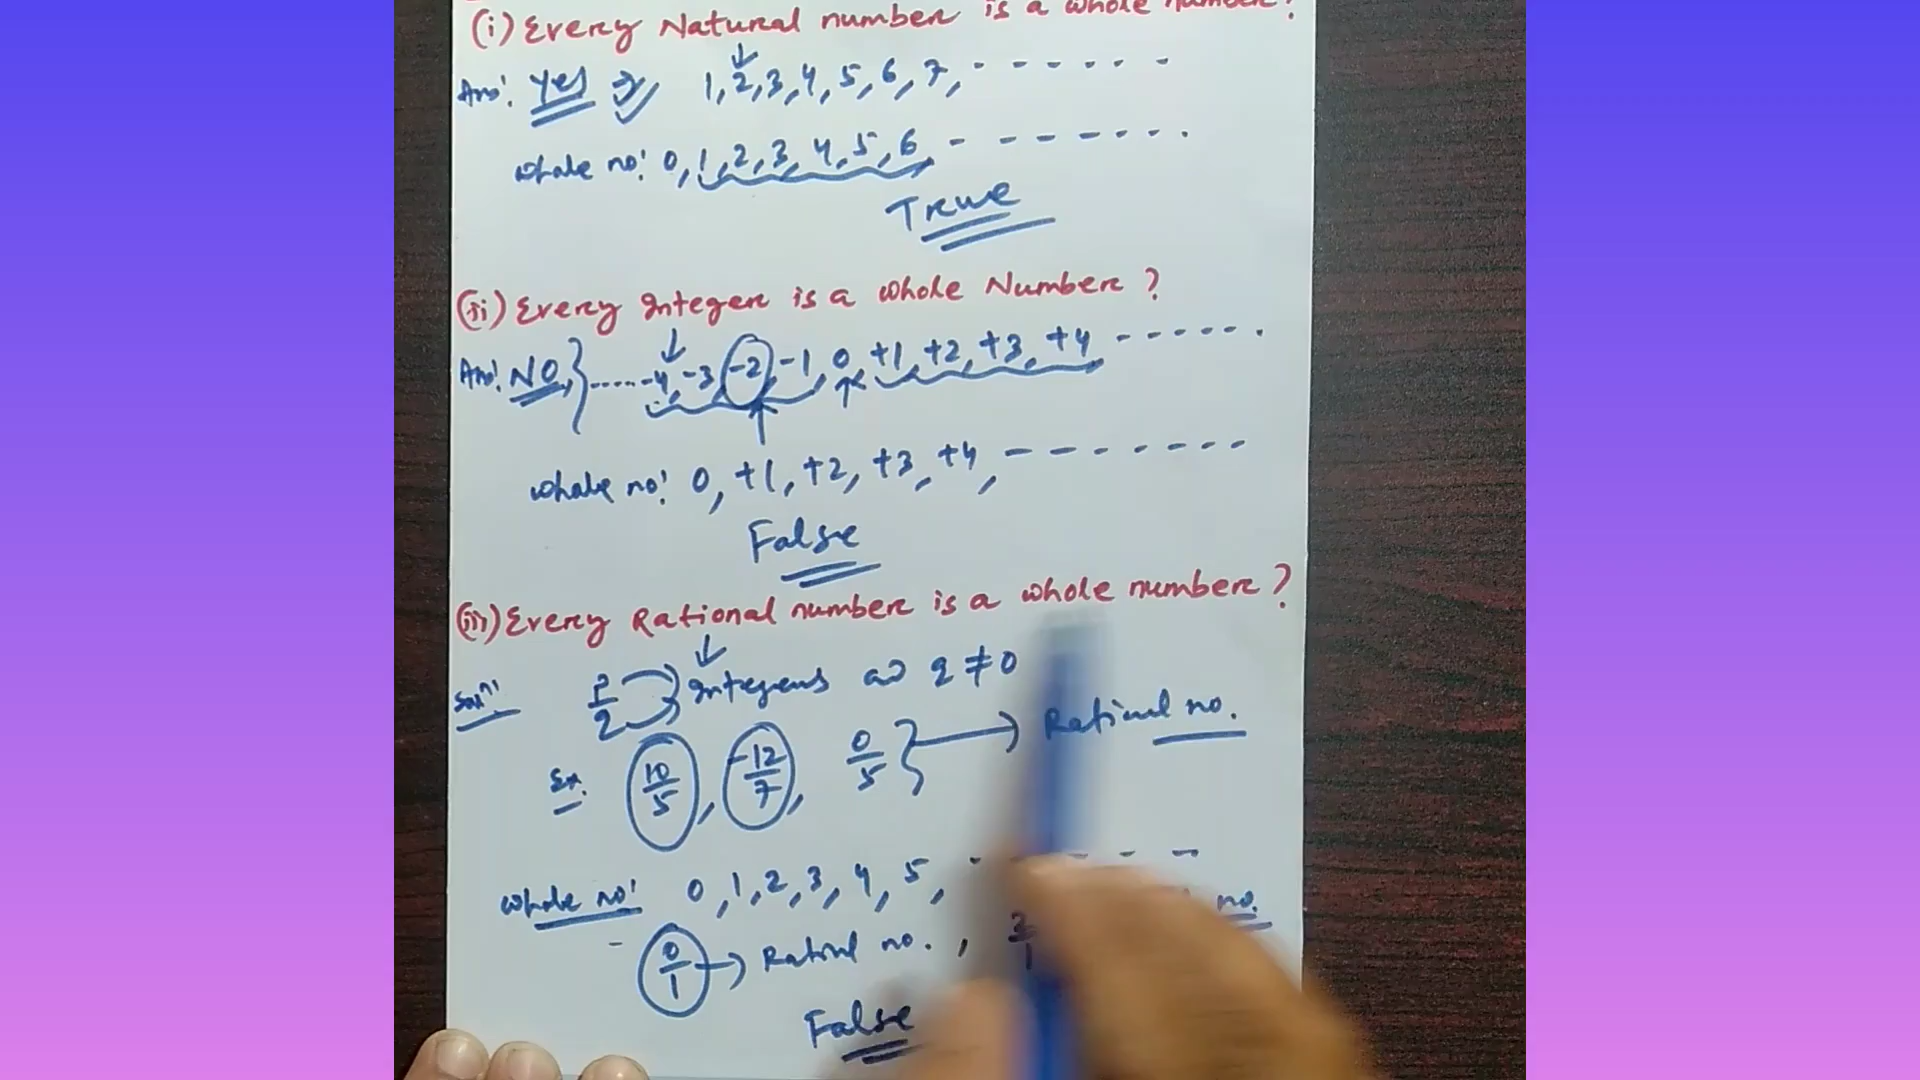 (i) Every Natural number is a whole number?
Ans: Yes ⇒ 1, 2, 3, 4, 5, 6, 7, - - - - - -
whole no: 0, 1, 2, 3, 4, 5, 6 - - - - - - -
True
(ii) Every Integer is a whole Number?
Ans: NO, } ..... -4, -3, -2, -1, 0, +1, +2, +3, +4 - - - - - -
whole no: 0, +1, +2, +3, +4, - - - - - - -
False
(iii) Every Rational number is a whole number?
Sol^n: p/q Integers q ≠ 0
Ex. 10/5, -12/7, 0/5 } → Rational no.
whole no: 0, 1, 2, 3, 4, 5, - - -
0/1 → Rational no. , no.
False